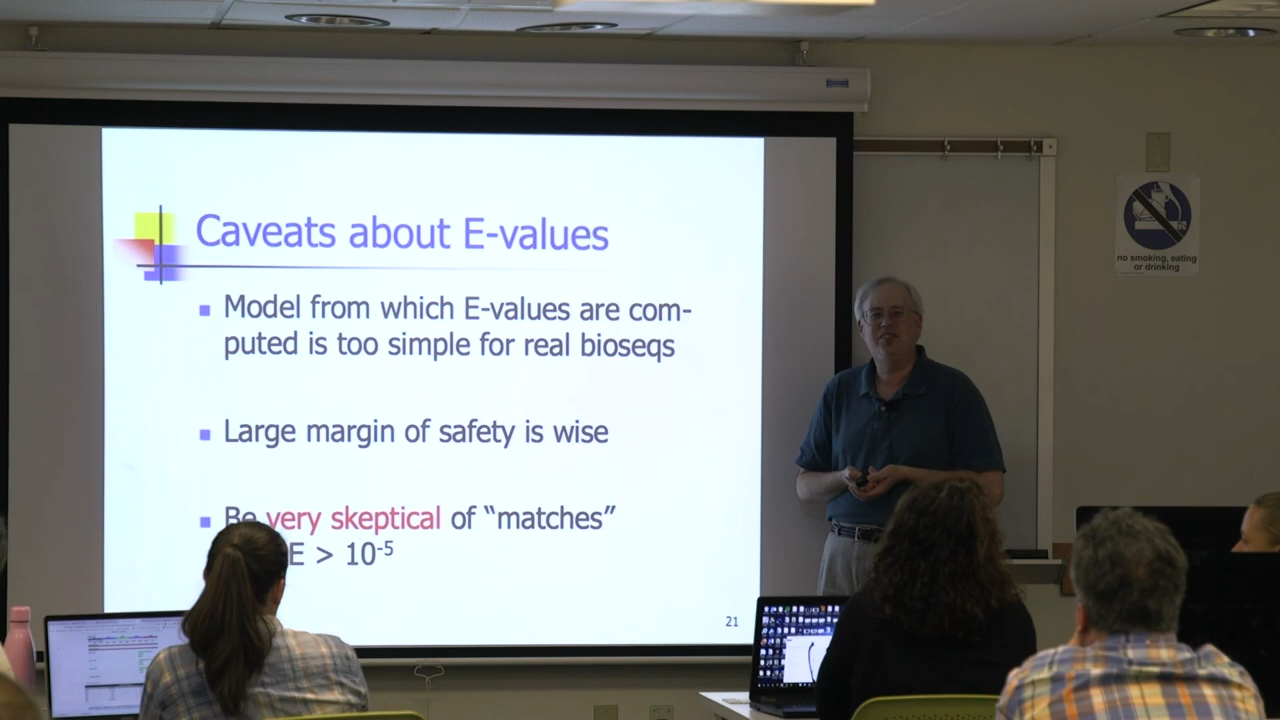 Caveats about E-values
Model from which E-values are com-
puted is too simple for real bioseqs
Large margin of safety is wise
Be very skeptical of “matches”
E > 10⁻⁵
21
no smoking, eating
or drinking